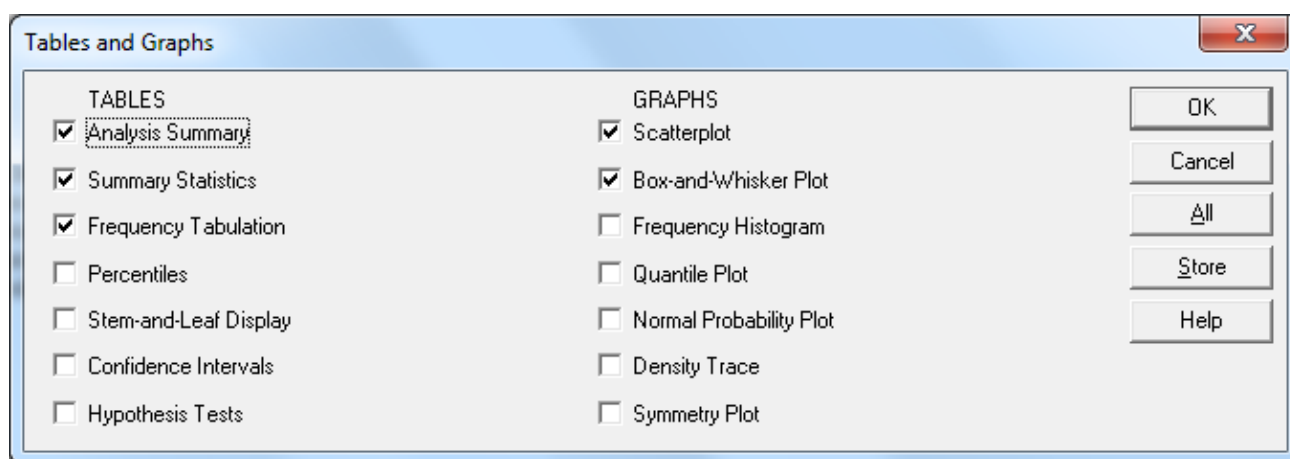 Tables and Graphs
TABLES
Analysis Summary
Summary Statistics
Frequency Tabulation
Percentiles
Stem-and-Leaf Display
Confidence Intervals
Hypothesis Tests
GRAPHS
Scatterplot
Box-and-Whisker Plot
Frequency Histogram
Quantile Plot
Normal Probability Plot
Density Trace
Symmetry Plot
OK
Cancel
All
Store
Help